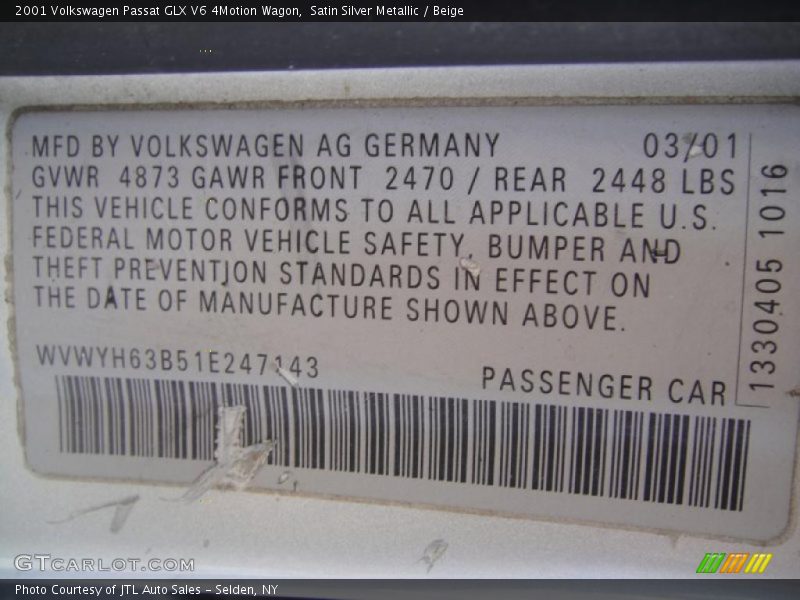 2001 Volkswagen Passat GLX V6 4Motion Wagon,  Satin Silver Metallic / Beige
MFD BY VOLKSWAGEN AG GERMANY 03/01
GVWR 4873 GAWR FRONT 2470 / REAR 2448 LBS
THIS VEHICLE CONFORMS TO ALL APPLICABLE U.S.
FEDERAL MOTOR VEHICLE SAFETY, BUMPER AND
THEFT PREVENTION STANDARDS IN EFFECT ON
THE DATE OF MANUFACTURE SHOWN ABOVE.
WVWYH63B51E247143
PASSENGER CAR
1330405 1016
GTCARLOT.COM
Photo Courtesy of JTL Auto Sales – Selden, NY